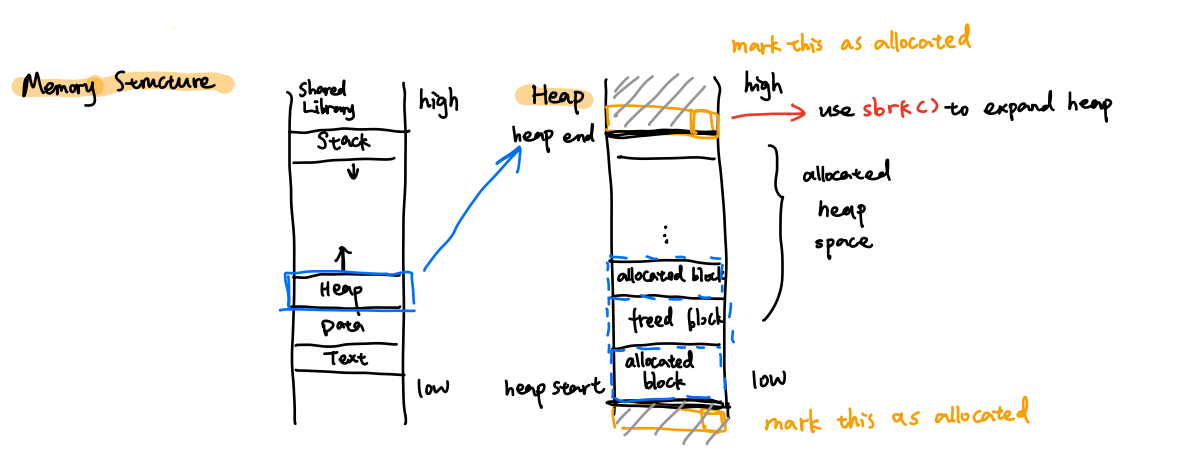 mark this as allocated
Memory Structure
Shared
Library
high
Heap
high
use sbrk() to expand heap
heap end
Stack
allocated
heap
space
⋮
allocated block
Heap
freed block
Data
Text
allocated
block
low
heap start
low
mark this as allocated